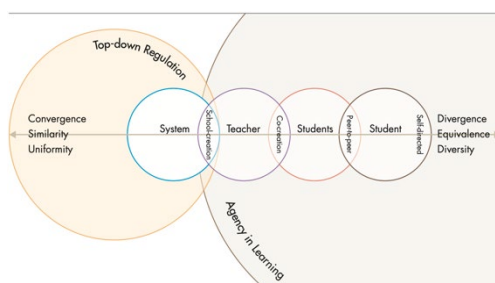 Top-down Regulation
Convergence
Similarity
Uniformity
System
School-creation
Teacher
Co-creation
Students
Peer-to-peer
Student
Self-directed
Divergence
Equivalence
Diversity
Agency in Learning